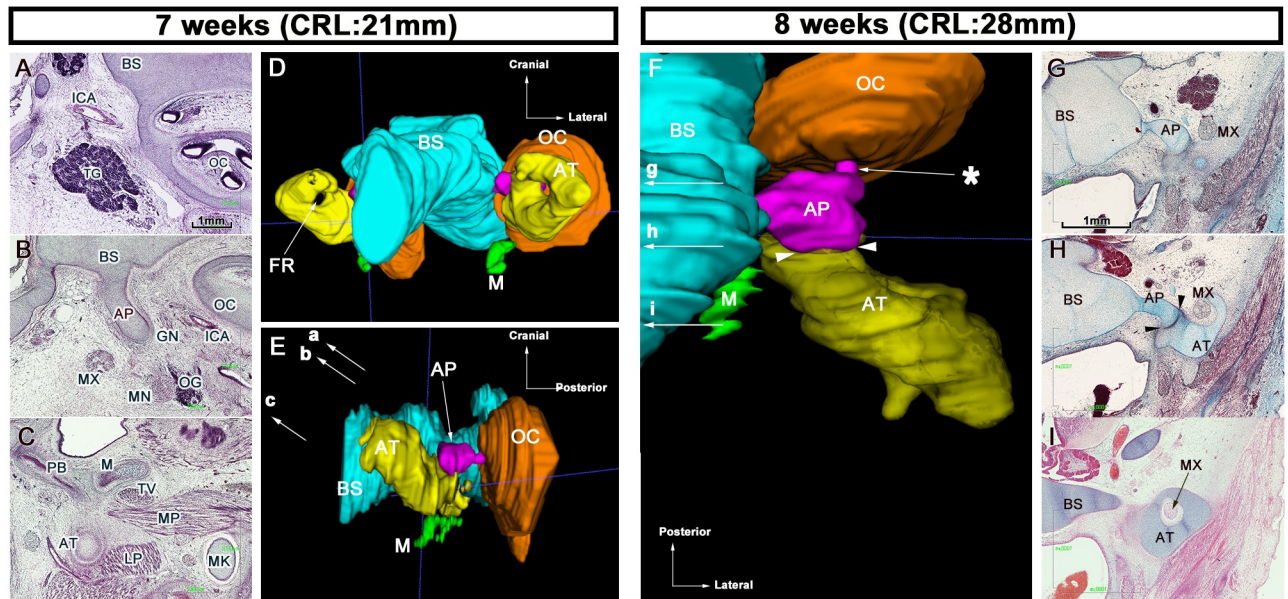 7 weeks (CRL:21mm)
8 weeks (CRL:28mm)
A
BS
ICA
TG
OC
1mm
B
BS
AP
OC
GN
ICA
MX
MN
OG
C
PB
M
TV
MP
AT
LP
MK
D
Cranial
Lateral
BS
OC
AT
FR
M
E
a
b
c
Cranial
Posterior
AP
AT
OC
BS
M
F
OC
BS
g
*
AP
h
M
AT
i
Posterior
Lateral
G
BS
AP
MX
1mm
H
AP
MX
BS
AT
I
MX
BS
AT